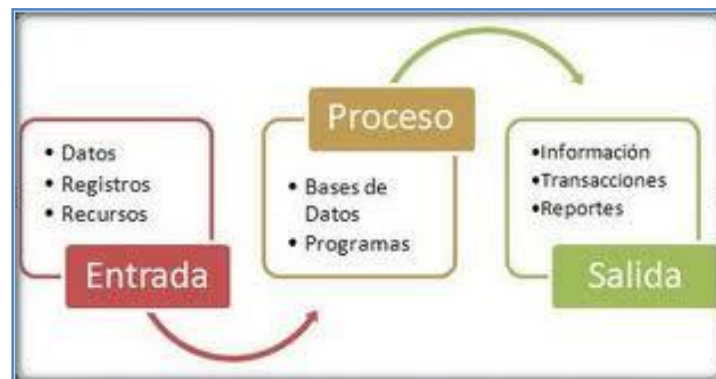 • Datos
• Registros
• Recursos
Entrada
Proceso
• Bases de
Datos
• Programas
•Información
•Transacciones
•Reportes
Salida